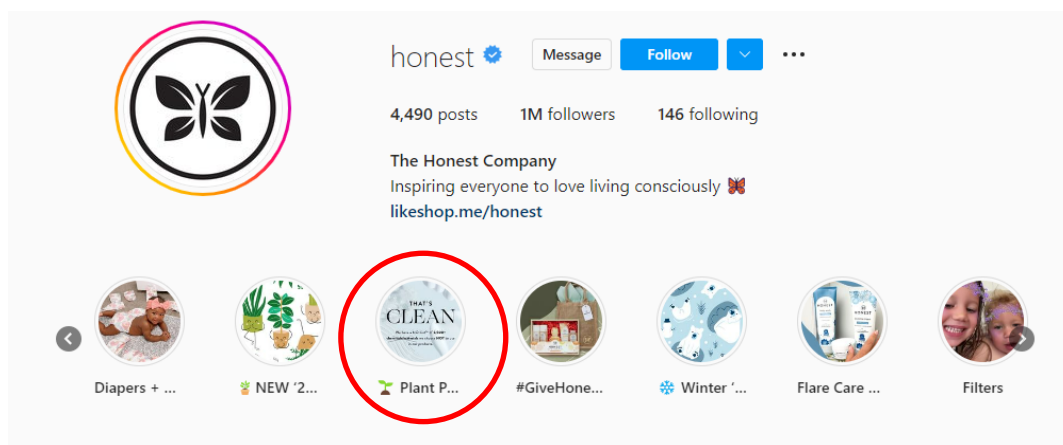 honest Message Follow
4,490 posts 1M followers 146 following
The Honest Company
Inspiring everyone to love living consciously 🦋
likeshop.me/honest
THAT'S
CLEAN
Diapers + ... 🪴 NEW '2... 🌱 Plant P... #GiveHone... ❄️ Winter '... Flare Care ... Filters